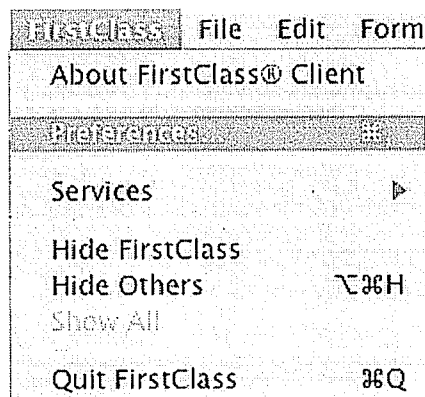 FirstClass File Edit Form
About FirstClass® Client
Preferences... ⌘
Services
Hide FirstClass
Hide Others ⌥⌘H
Show All
Quit FirstClass ⌘Q